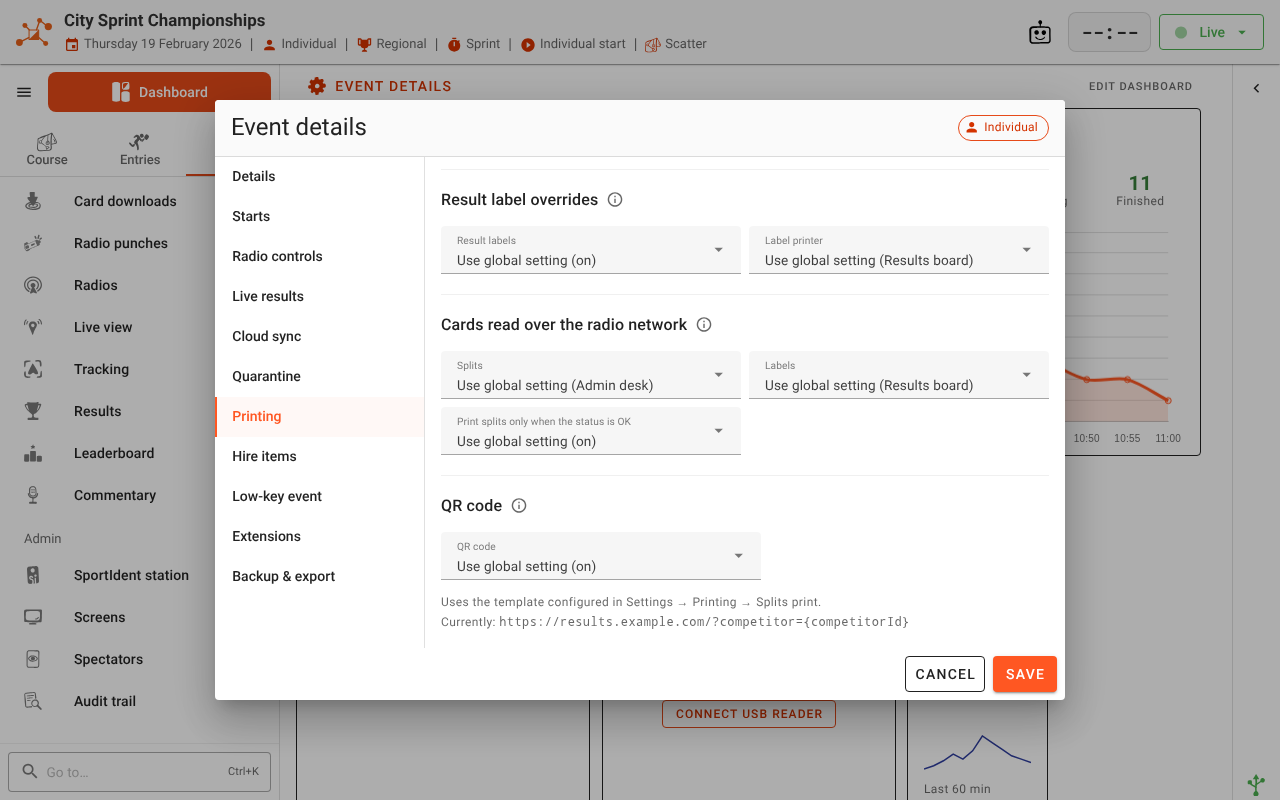 City Sprint Championships
Thursday 19 February 2026 | Individual | Regional | Sprint | Individual start | Scatter
--:--
Live
Dashboard
EVENT DETAILS
EDIT DASHBOARD
Course
Entries
Card downloads
Radio punches
Radios
Live view
Tracking
Results
Leaderboard
Commentary
Admin
SportIdent station
Screens
Spectators
Audit trail
Go to...
Ctrl+K
Event details
Individual
Details
Starts
Radio controls
Live results
Cloud sync
Quarantine
Printing
Hire items
Low-key event
Extensions
Backup & export
Result label overrides
Result labels
Use global setting (on)
Label printer
Use global setting (Results board)
Cards read over the radio network
Splits
Use global setting (Admin desk)
Labels
Use global setting (Results board)
Print splits only when the status is OK
Use global setting (on)
QR code
QR code
Use global setting (on)
Uses the template configured in Settings → Printing → Splits print.
Currently: https://results.example.com/?competitor={competitorId}
CANCEL
SAVE
11
Finished
10:50 10:55 11:00
CONNECT USB READER
Last 60 min